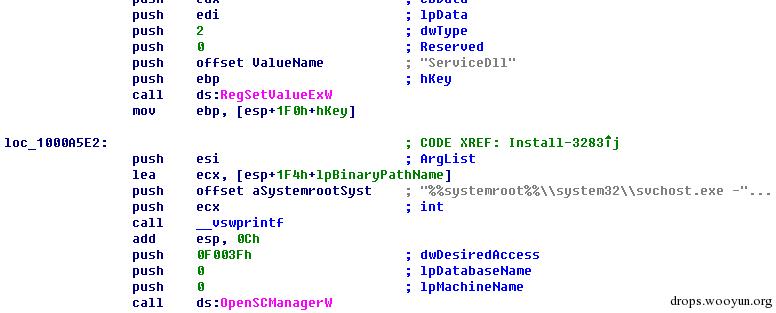 push eax ; cbData
push edi ; lpData
push 2 ; dwType
push 0 ; Reserved
push offset ValueName ; "ServiceDll"
push ebp ; hKey
call ds:RegSetValueExW
mov ebp, [esp+1F0h+hKey]
loc_1000A5E2: ; CODE XREF: Install-3283↑j
push esi ; ArgList
lea ecx, [esp+1F4h+lpBinaryPathName]
push offset aSystemrootSyst ; "%%systemroot%%\\system32\\svchost.exe -"...
push ecx ; int
call __vswprintf
add esp, 0Ch
push 0F003Fh ; dwDesiredAccess
push 0 ; lpDatabaseName
push 0 ; lpMachineName
call ds:OpenSCManagerW
drops.wooyun.org